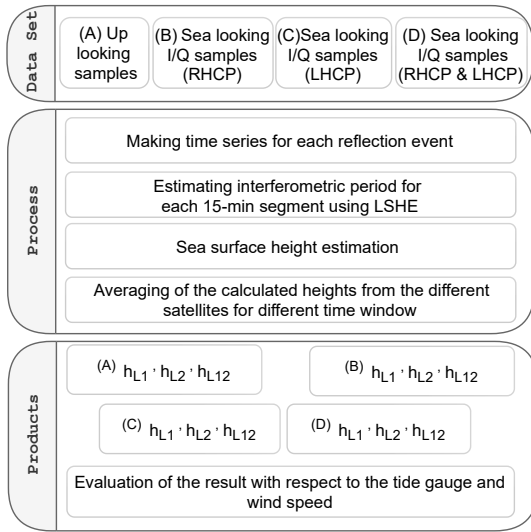 Data Set
(A) Up
looking
samples
(B) Sea looking
I/Q samples
(RHCP)
(C)Sea looking
I/Q samples
(LHCP)
(D) Sea looking
I/Q samples
(RHCP & LHCP)
Process
Making time series for each reflection event
Estimating interferometric period for
each 15-min segment using LSHE
Sea surface height estimation
Averaging of the calculated heights from the different
satellites for different time window
Products
(A) hL1, hL2, hL12
(B) hL1, hL2, hL12
(C) hL1, hL2, hL12
(D) hL1, hL2, hL12
Evaluation of the result with respect to the tide gauge and
wind speed